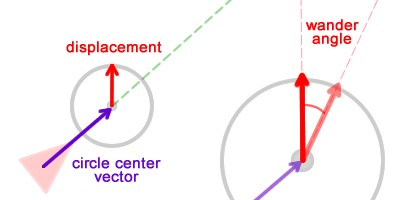 displacement
circle center
vector
wander
angle